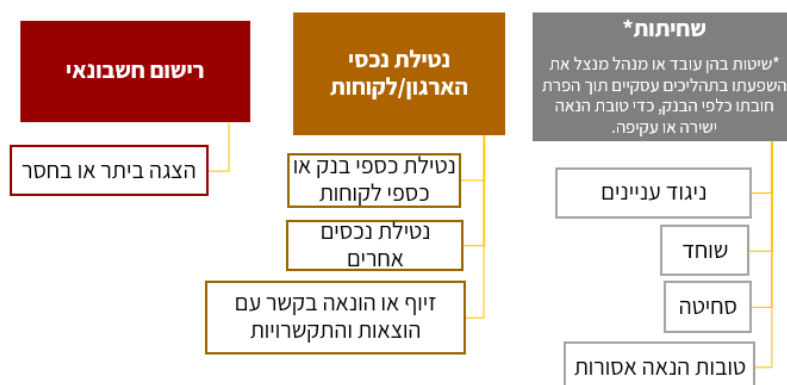 שחיתות*
*שיטות בהן עובד או מנהל מנצל את
השפעתו בתהליכים עסקיים תוך הפרת
חובתו כלפי הבנק, כדי טובת הנאה
ישירה או עקיפה.
ניגוד עניינים
שוחד
סחיטה
טובות הנאה אסורות
נטילת נכסי
הארגון/לקוחות
נטילת כספי בנק או
כספי לקוחות
נטילת נכסים
אחרים
זיוף או הונאה בקשר עם
הוצאות והתקשרויות
רישום חשבונאי
הצגה ביתר או בחסר